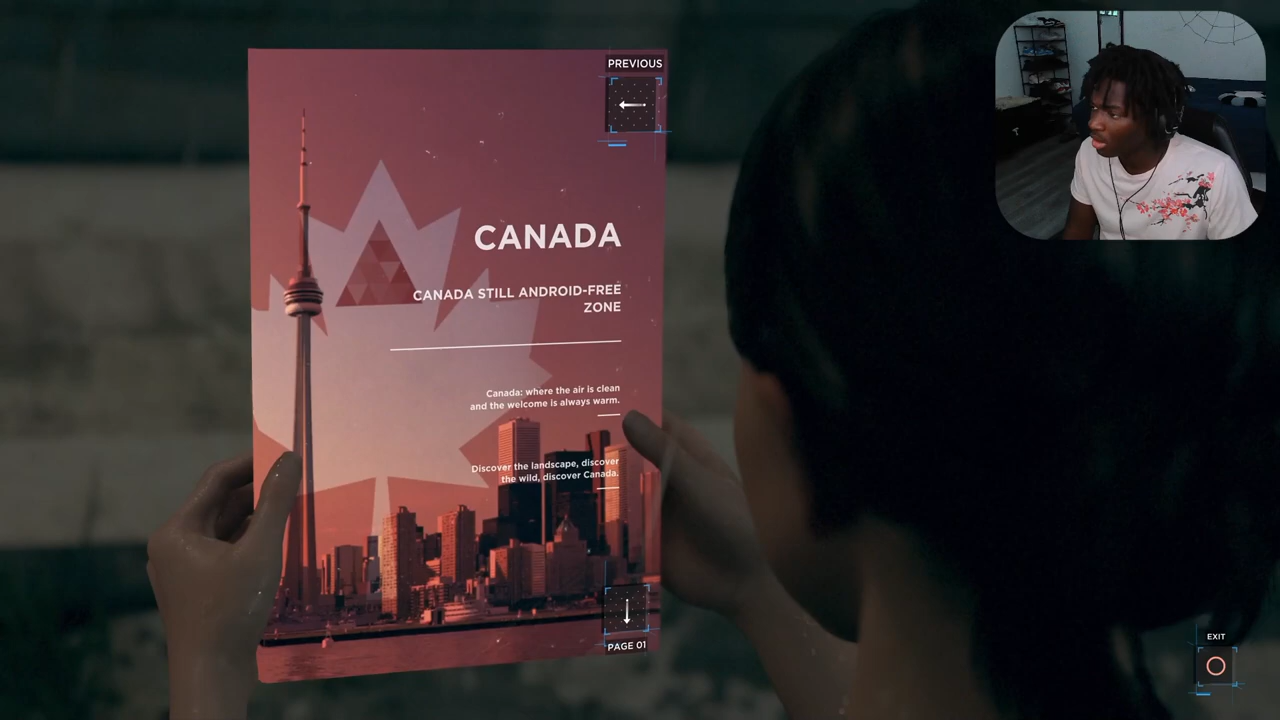 PREVIOUS
CANADA
CANADA STILL ANDROID-FREE
ZONE
Canada: where the air is clean
and the welcome is always warm.
Discover the landscape, discover
the wild, discover Canada.
PAGE 01
EXIT